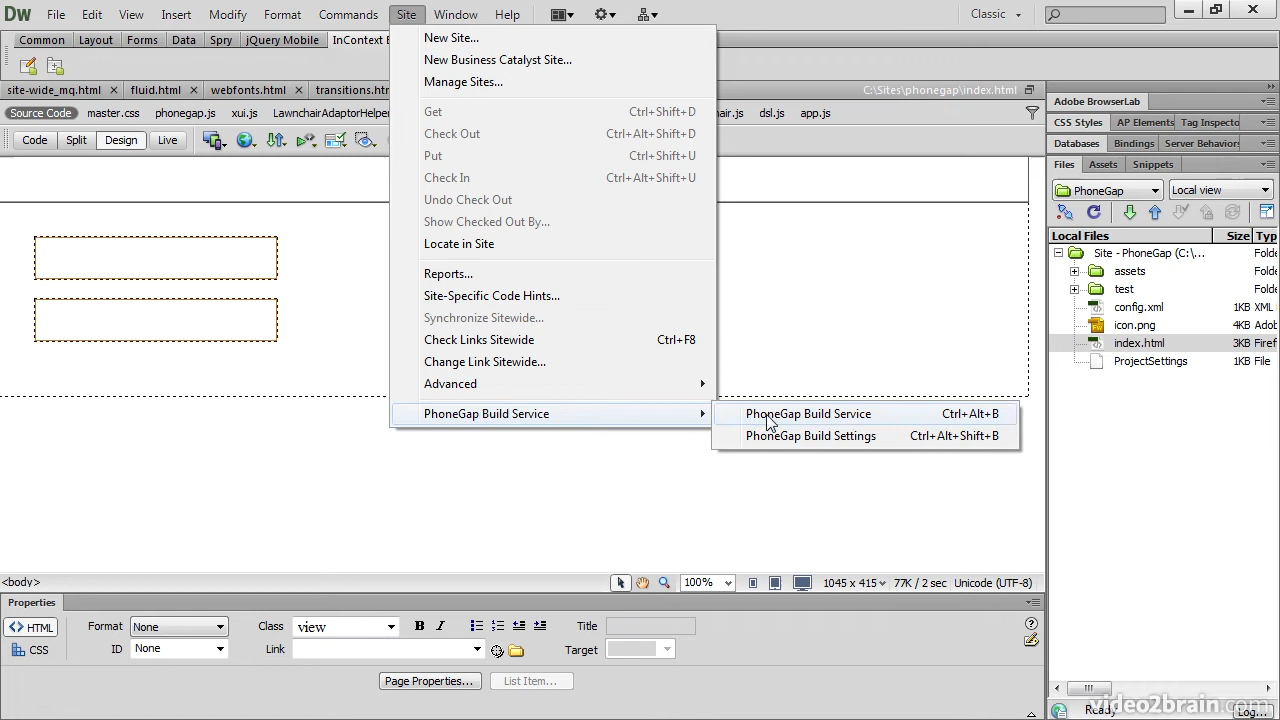 Dw File Edit View Insert Modify Format Commands Site Window Help Classic
Common Layout Forms Data Spry jQuery Mobile InContext E
site-wide_mq.html fluid.html webfonts.html transitions.htm C:\Sites\phonegap\index.html
Source Code master.css phonegap.js xui.js LawnchairAdaptorHelper air.js dsl.js app.js
Code Split Design Live
New Site...
New Business Catalyst Site...
Manage Sites...
Get Ctrl+Shift+D
Check Out Ctrl+Alt+Shift+D
Put Ctrl+Shift+U
Check In Ctrl+Alt+Shift+U
Undo Check Out
Show Checked Out By...
Locate in Site
Reports...
Site-Specific Code Hints...
Synchronize Sitewide...
Check Links Sitewide Ctrl+F8
Change Link Sitewide...
Advanced
PhoneGap Build Service
PhoneGap Build Service Ctrl+Alt+B
PhoneGap Build Settings Ctrl+Alt+Shift+B
Adobe BrowserLab
CSS Styles AP Elements Tag Inspecto
Databases Bindings Server Behaviors
Files Assets Snippets
PhoneGap Local view
Local Files Size Typ
Site - PhoneGap (C:\... Folde
assets Folde
test Folde
config.xml 1KB XML
icon.png 4KB Adob
index.html 3KB Firef
ProjectSettings 1KB File
<body> 100% 1045 x 415 77K / 2 sec Unicode (UTF-8)
Properties
HTML Format None Class view B I Title
CSS ID None Link Target
Page Properties... List Item...
Ready Log...
video2brain.com